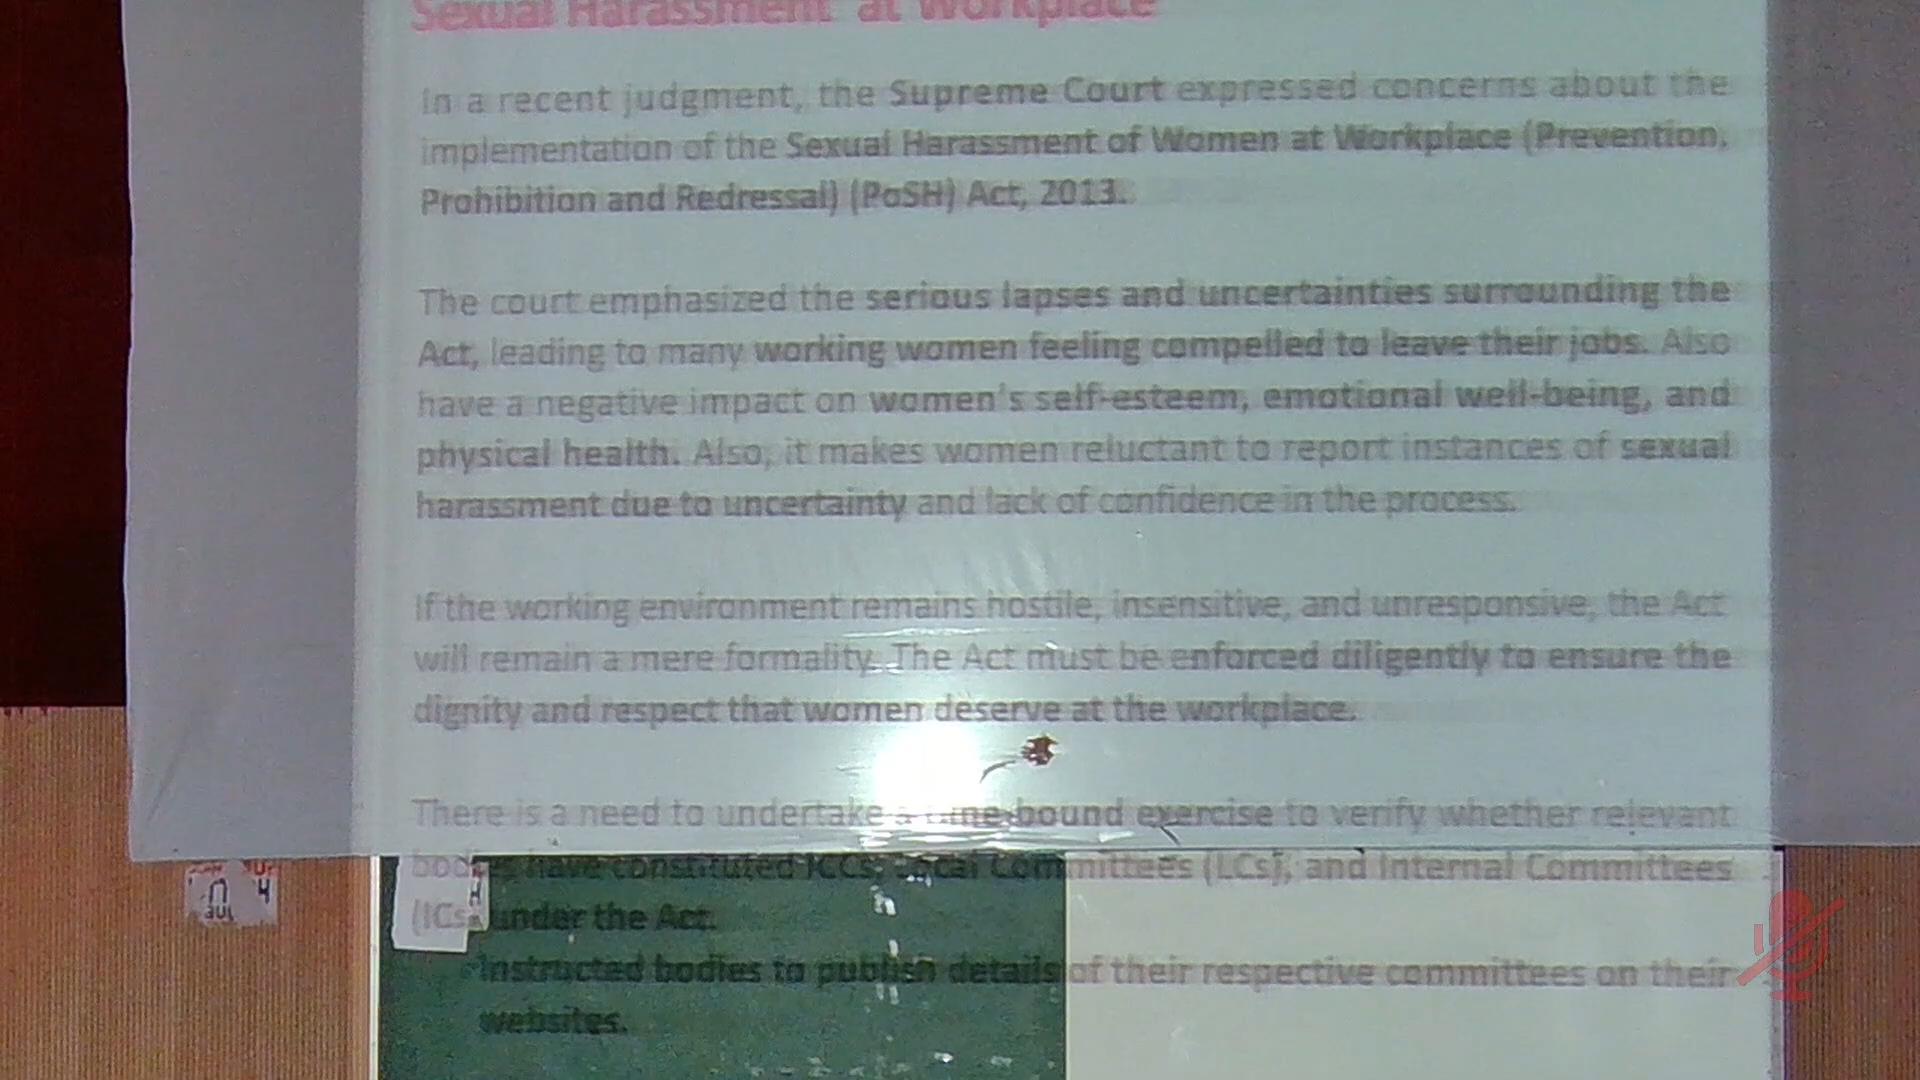 Sexual Harassment at Workplace
In a recent judgment, the Supreme Court expressed concerns about the
implementation of the Sexual Harassment of Women at Workplace (Prevention,
Prohibition and Redressal) (PoSH) Act, 2013.
The court emphasized the serious lapses and uncertainties surrounding the
Act, leading to many working women feeling compelled to leave their jobs. Also
have a negative impact on women's self-esteem, emotional well-being, and
physical health. Also, it makes women reluctant to report instances of sexual
harassment due to uncertainty and lack of confidence in the process.
If the working environment remains hostile, insensitive, and unresponsive, the Act
will remain a mere formality. The Act must be enforced diligently to ensure the
dignity and respect that women deserve at the workplace.
There is a need to undertake a time-bound exercise to verify whether relevant
bodies have constituted ICCs, Local Committees (LCs), and Internal Committees
(ICs) under the Act.
Instructed bodies to publish details of their respective committees on their
websites.